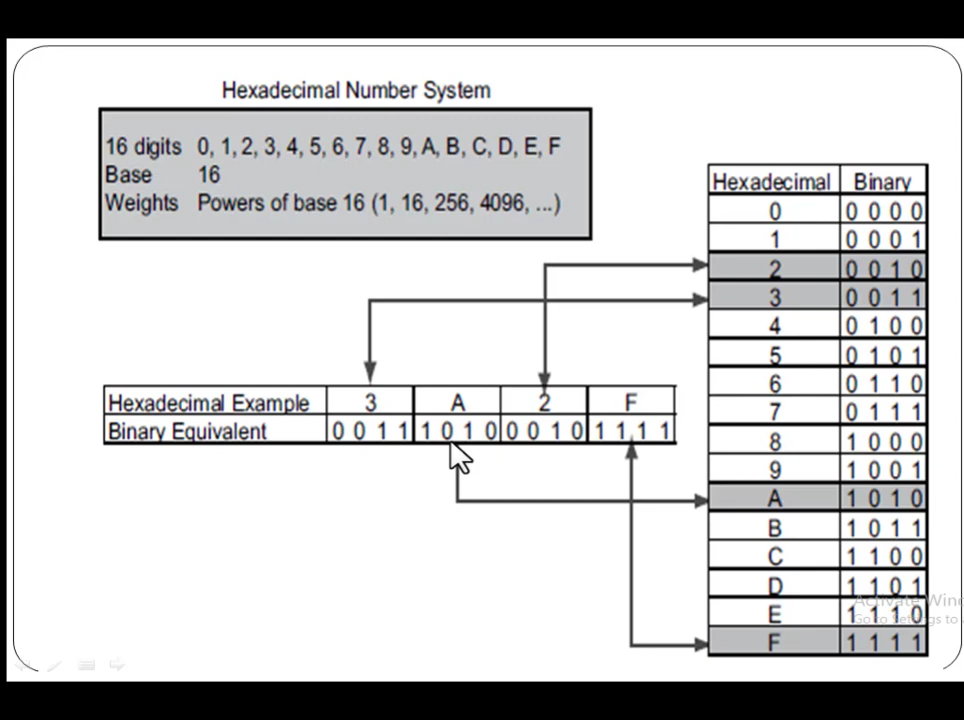 Hexadecimal Number System
16 digits 0, 1, 2, 3, 4, 5, 6, 7, 8, 9, A, B, C, D, E, F
Base 16
Weights Powers of base 16 (1, 16, 256, 4096, ...)
Hexadecimal Example 3 A 2 F
Binary Equivalent 0 0 1 1 1 0 1 0 0 0 1 0 1 1 1 1
Hexadecimal Binary
0 0 0 0 0
1 0 0 0 1
2 0 0 1 0
3 0 0 1 1
4 0 1 0 0
5 0 1 0 1
6 0 1 1 0
7 0 1 1 1
8 1 0 0 0
9 1 0 0 1
A 1 0 1 0
B 1 0 1 1
C 1 1 0 0
D 1 1 0 1
E 1 1 1 0
F 1 1 1 1
Activate Wind
Go to Settings to